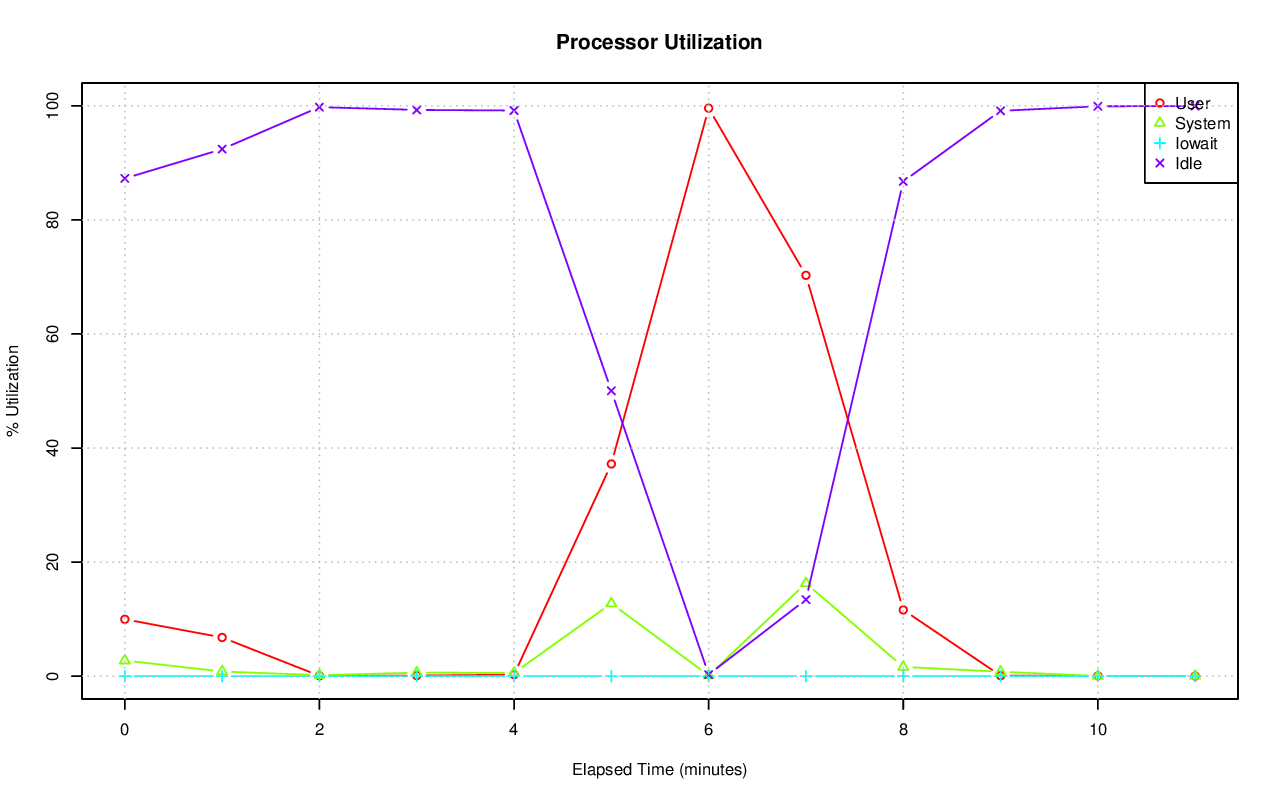 Processor Utilization
100
80
60
40
20
0
% Utilization
User
System
Iowait
Idle
0 2 4 6 8 10
Elapsed Time (minutes)